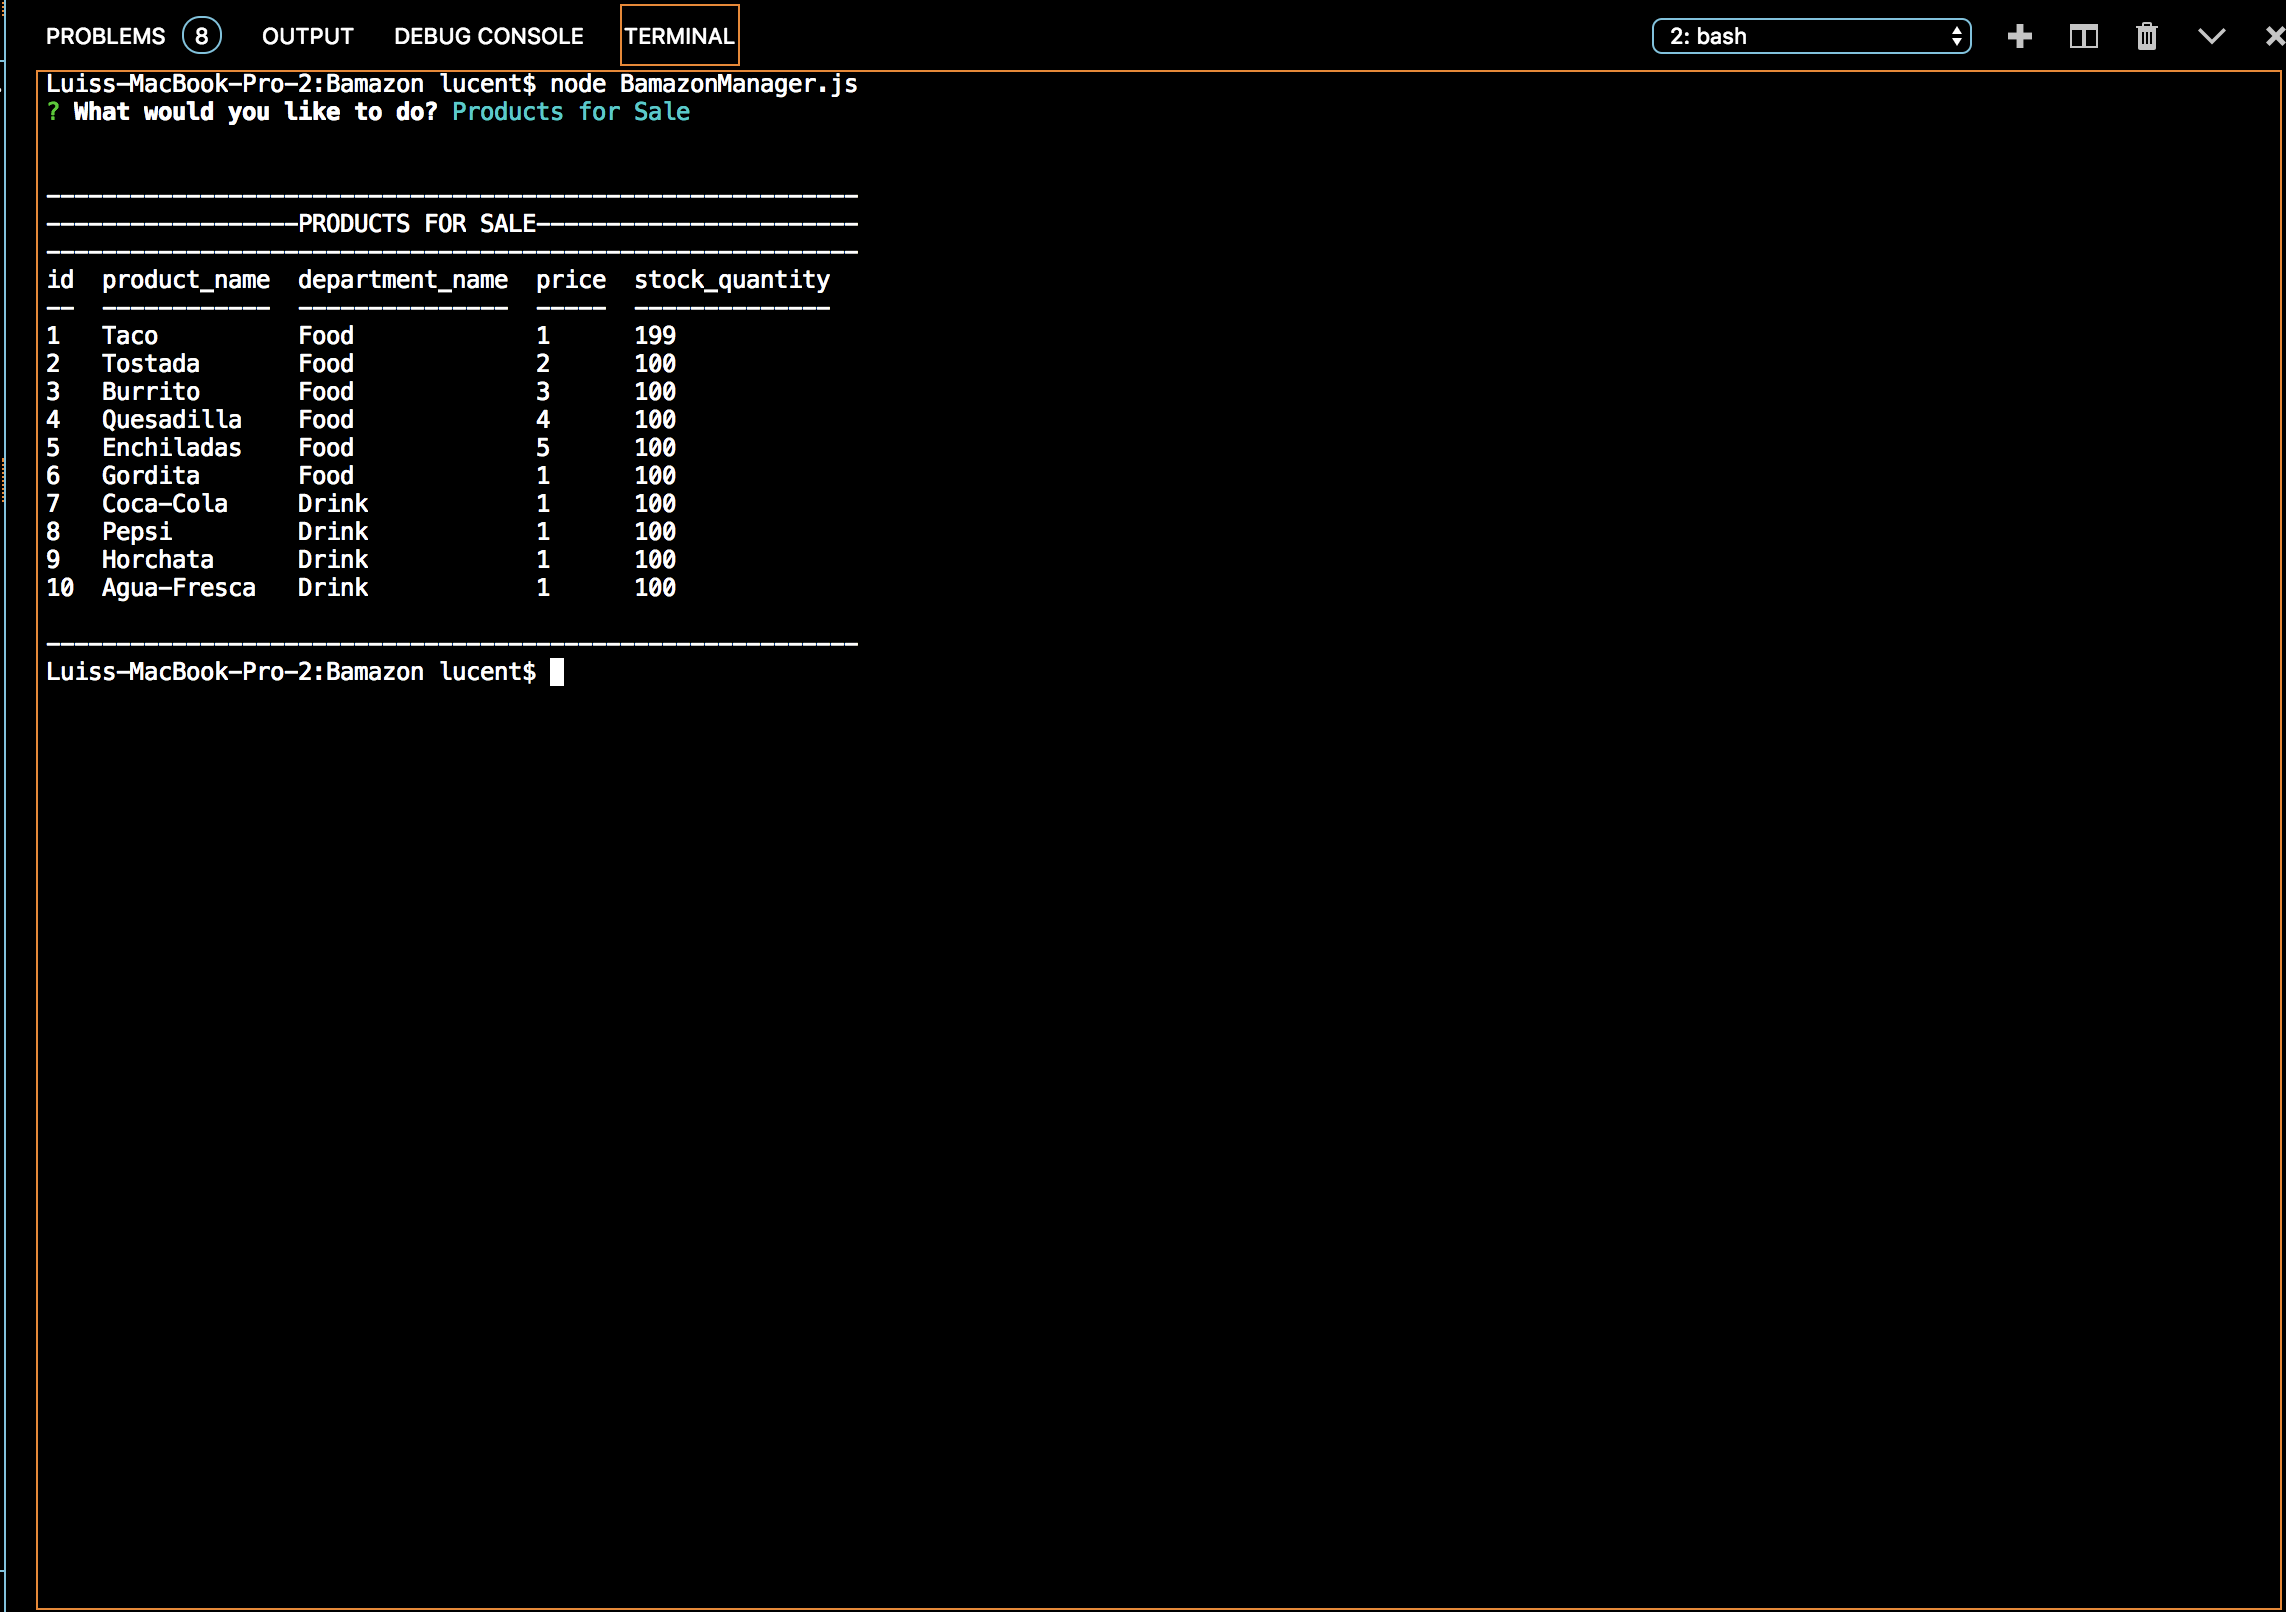 PROBLEMS 8 OUTPUT DEBUG CONSOLE TERMINAL 2: bash
Luiss-MacBook-Pro-2:Bamazon lucent$ node BamazonManager.js
? What would you like to do? Products for Sale
----------------------------------------------------------
------------------PRODUCTS FOR SALE-----------------------
----------------------------------------------------------
id  product_name  department_name  price  stock_quantity
--  ------------  ---------------  -----  --------------
1   Taco          Food             1      199
2   Tostada       Food             2      100
3   Burrito       Food             3      100
4   Quesadilla    Food             4      100
5   Enchiladas    Food             5      100
6   Gordita       Food             1      100
7   Coca-Cola     Drink            1      100
8   Pepsi         Drink            1      100
9   Horchata      Drink            1      100
10  Agua-Fresca   Drink            1      100
----------------------------------------------------------
Luiss-MacBook-Pro-2:Bamazon lucent$